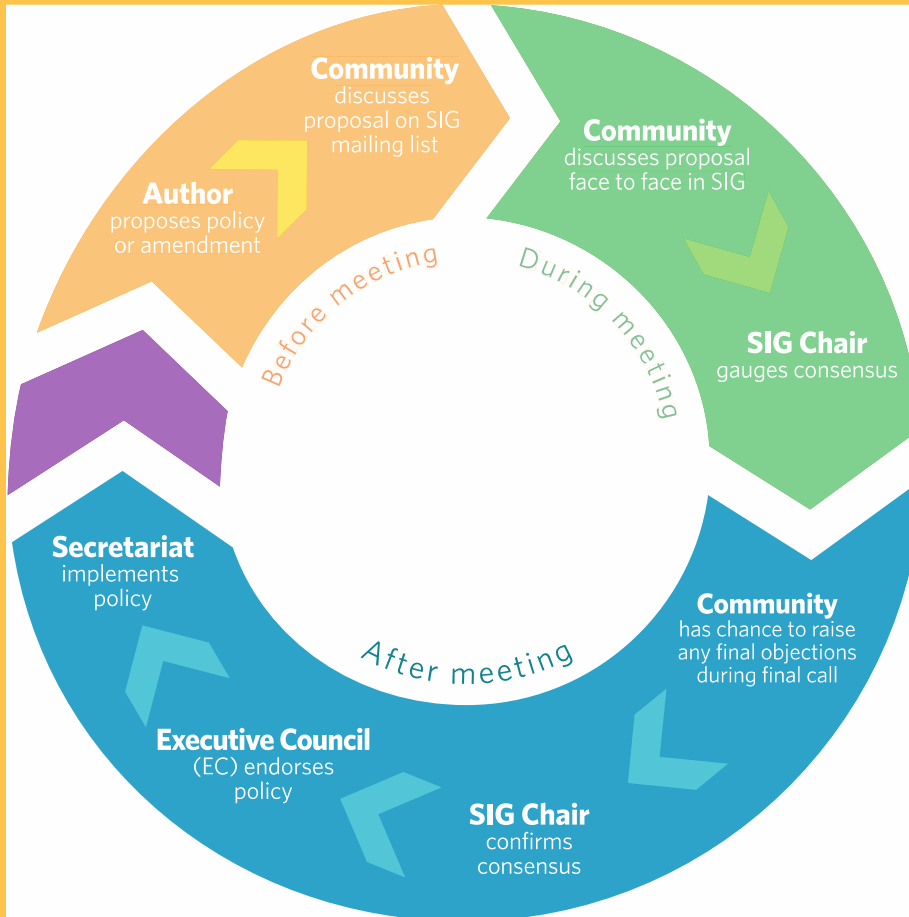 Author
proposes policy
or amendment
Community
discusses
proposal on SIG
mailing list
Before meeting
Community
discusses proposal
face to face in SIG
SIG Chair
gauges consensus
During meeting
Community
has chance to raise
any final objections
during final call
SIG Chair
confirms
consensus
Executive Council
(EC) endorses
policy
Secretariat
implements
policy
After meeting